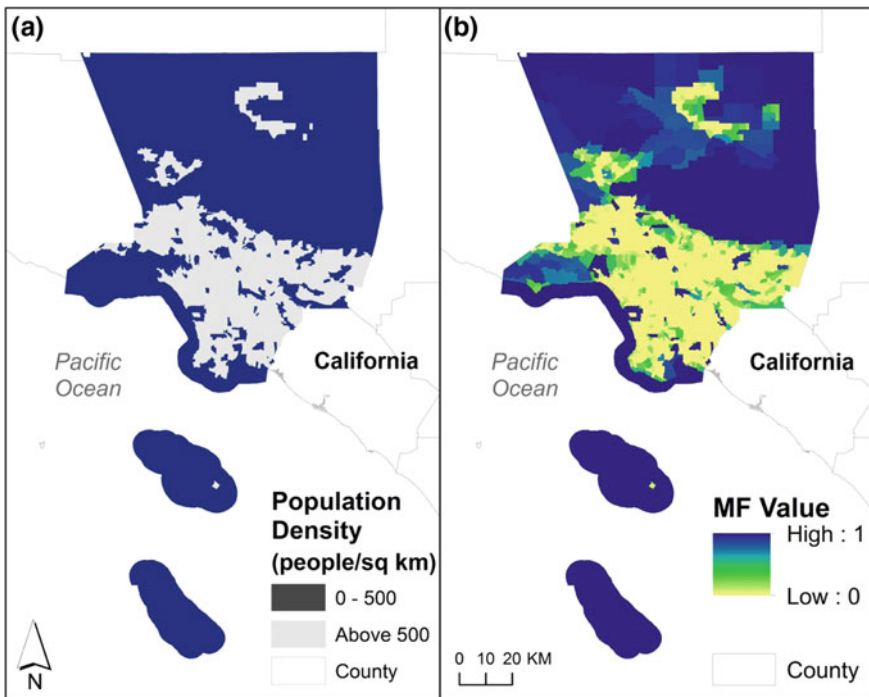 (a)
Pacific
Ocean
California
Population
Density
(people/sq km)
0 - 500
Above 500
County
N
(b)
Pacific
Ocean
California
MF Value
High : 1
Low : 0
0 10 20 KM
County